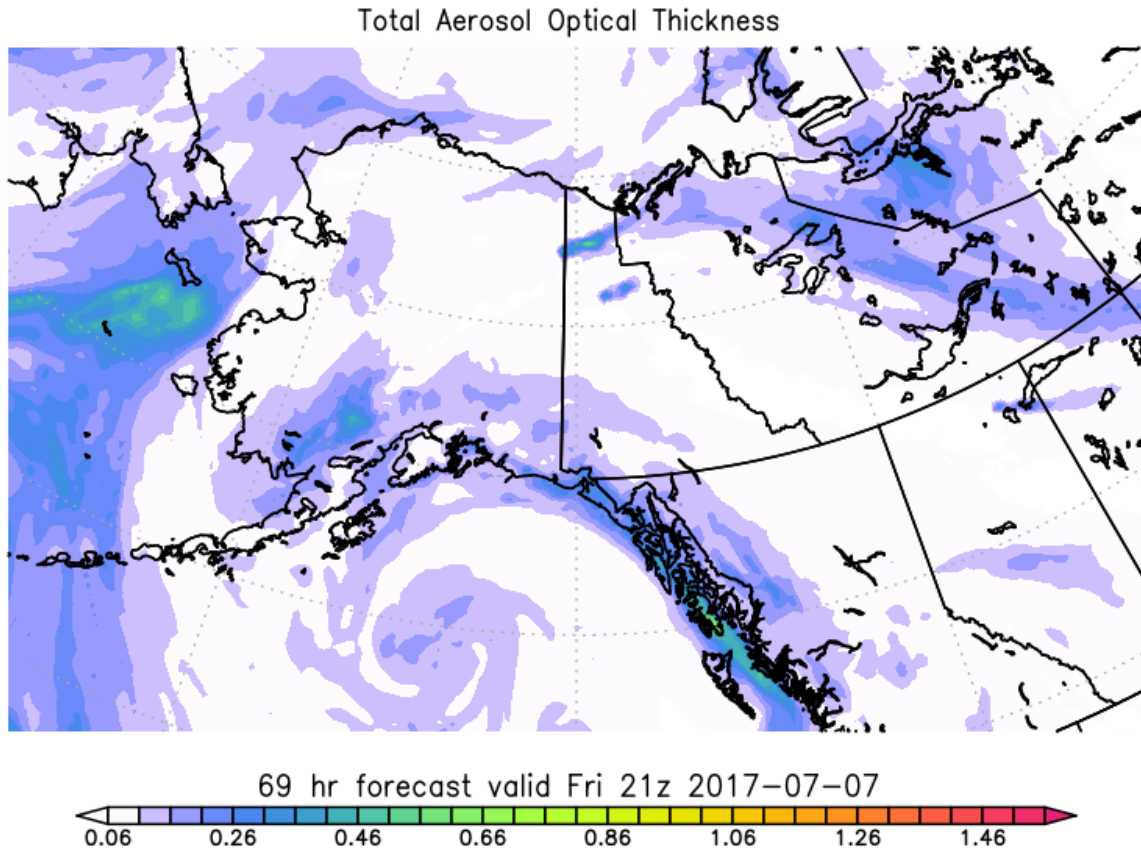 Total Aerosol Optical Thickness
69 hr forecast valid Fri 21z 2017-07-07
0.06 0.26 0.46 0.66 0.86 1.06 1.26 1.46